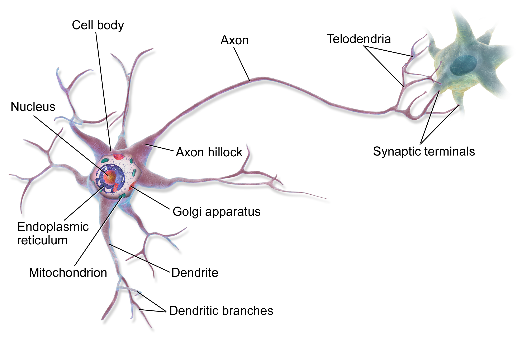 Cell body
Axon
Telodendria
Nucleus
Axon hillock
Synaptic terminals
Golgi apparatus
Endoplasmic
reticulum
Mitochondrion
Dendrite
Dendritic branches